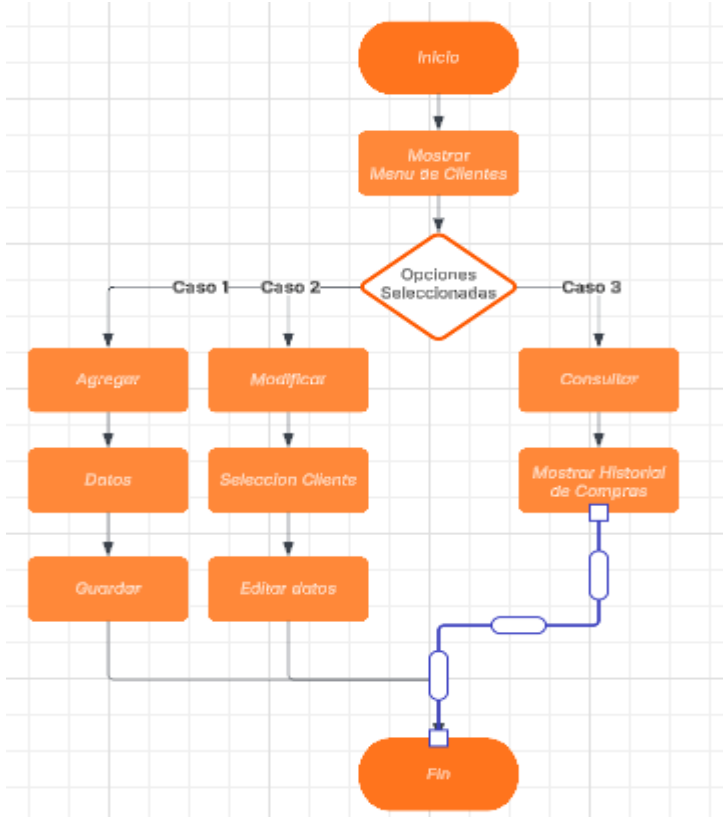 Inicio
Mostrar
Menu de Clientes
Opciones
Seleccionadas
Caso 1
Caso 2
Caso 3
Agregar
Modificar
Consultar
Datos
Seleccion Cliente
Mostrar Historial
de Compras
Guardar
Editar datos
Fin